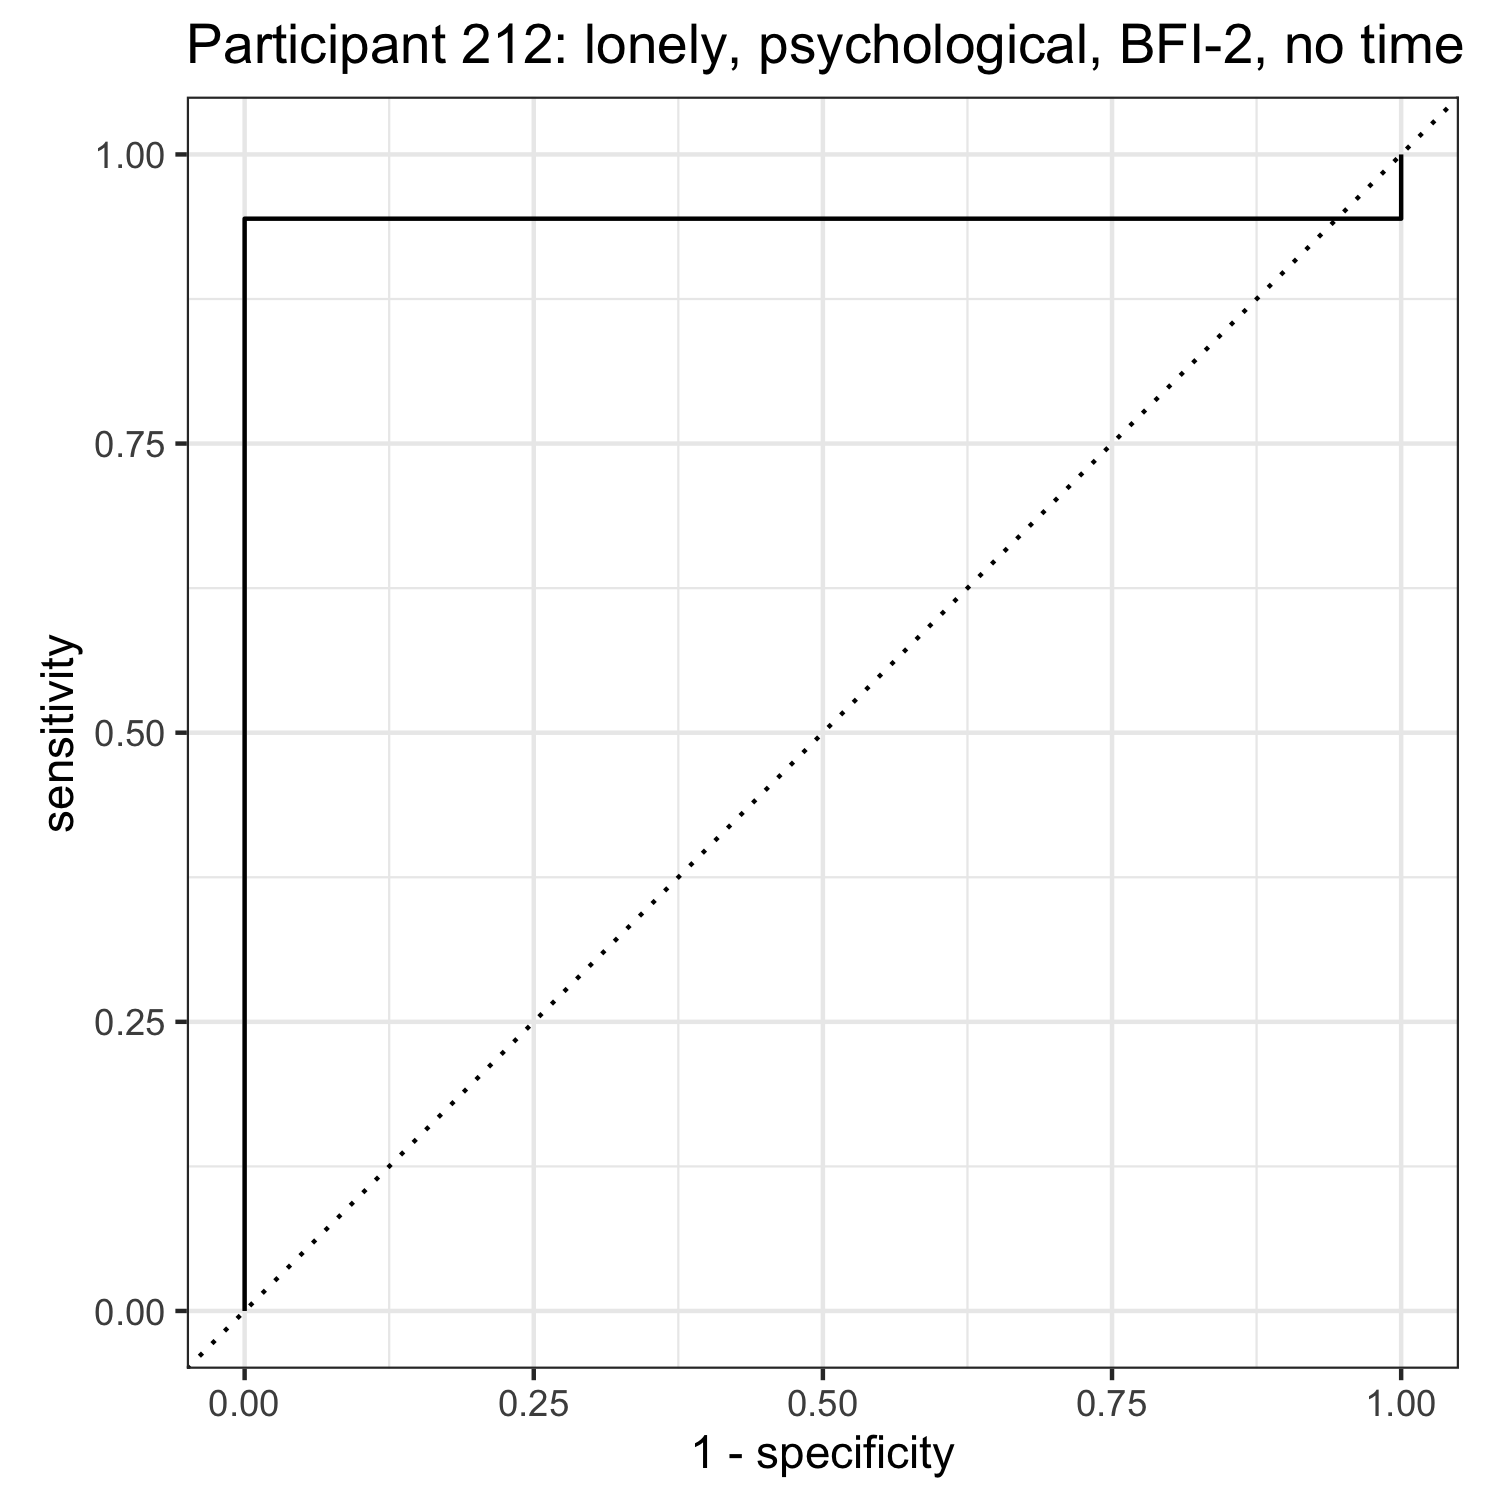 Participant 212: lonely, psychological, BFI-2, no time
1.00
0.75
0.50
0.25
0.00
sensitivity
0.00 0.25 0.50 0.75 1.00
1 - specificity